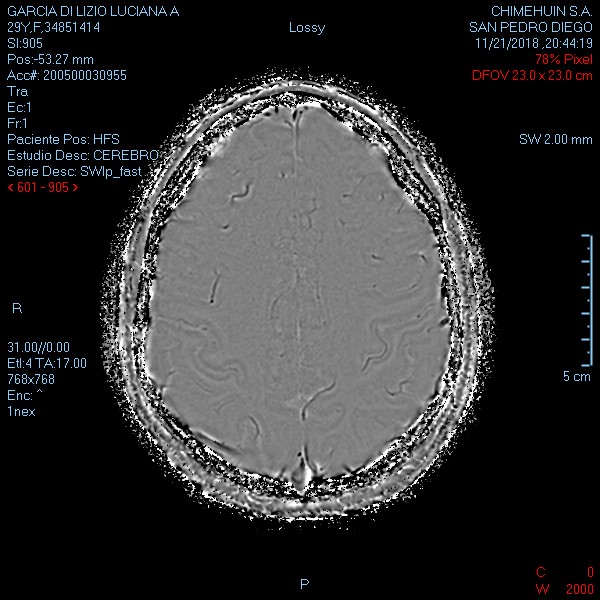 GARCIA DI LIZIO LUCIANA A
29Y,F,34851414
Sl:905
Pos:-53.27 mm
Acc#: 200500030955
Tra
Ec:1
Fr:1
Paciente Pos: HFS
Estudio Desc: CEREBRO
Serie Desc: SWIp_fast
< 601 - 905 >
Lossy
CHIMEHUIN S.A.
SAN PEDRO DIEGO
11/21/2018 ,20:44:19
78% Pixel
DFOV 23.0 x 23.0 cm
SW 2.00 mm
R
31.00//0.00
Etl:4 TA:17.00
768x768
Enc: ^
1nex
5 cm
P
C 0
W 2000